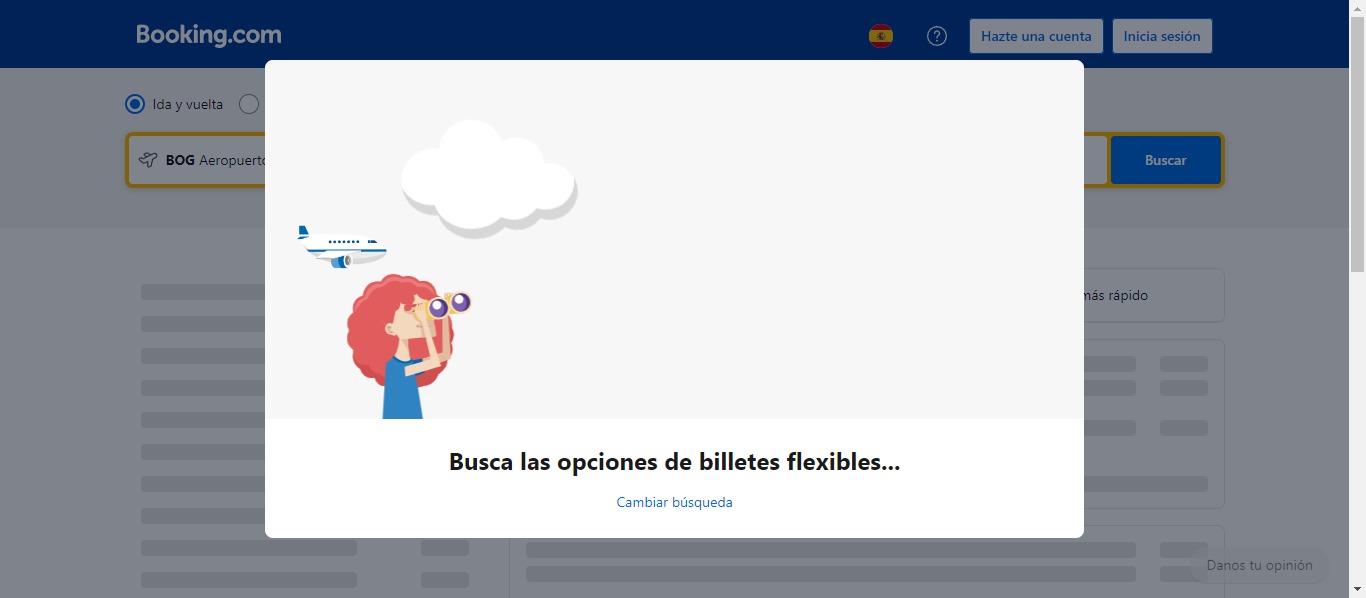 Booking.com
?
Hazte una cuenta
Inicia sesión
Ida y vuelta
BOG Aeropuerto
Buscar
más rápido
Busca las opciones de billetes flexibles...
Cambiar búsqueda
Danos tu opinión